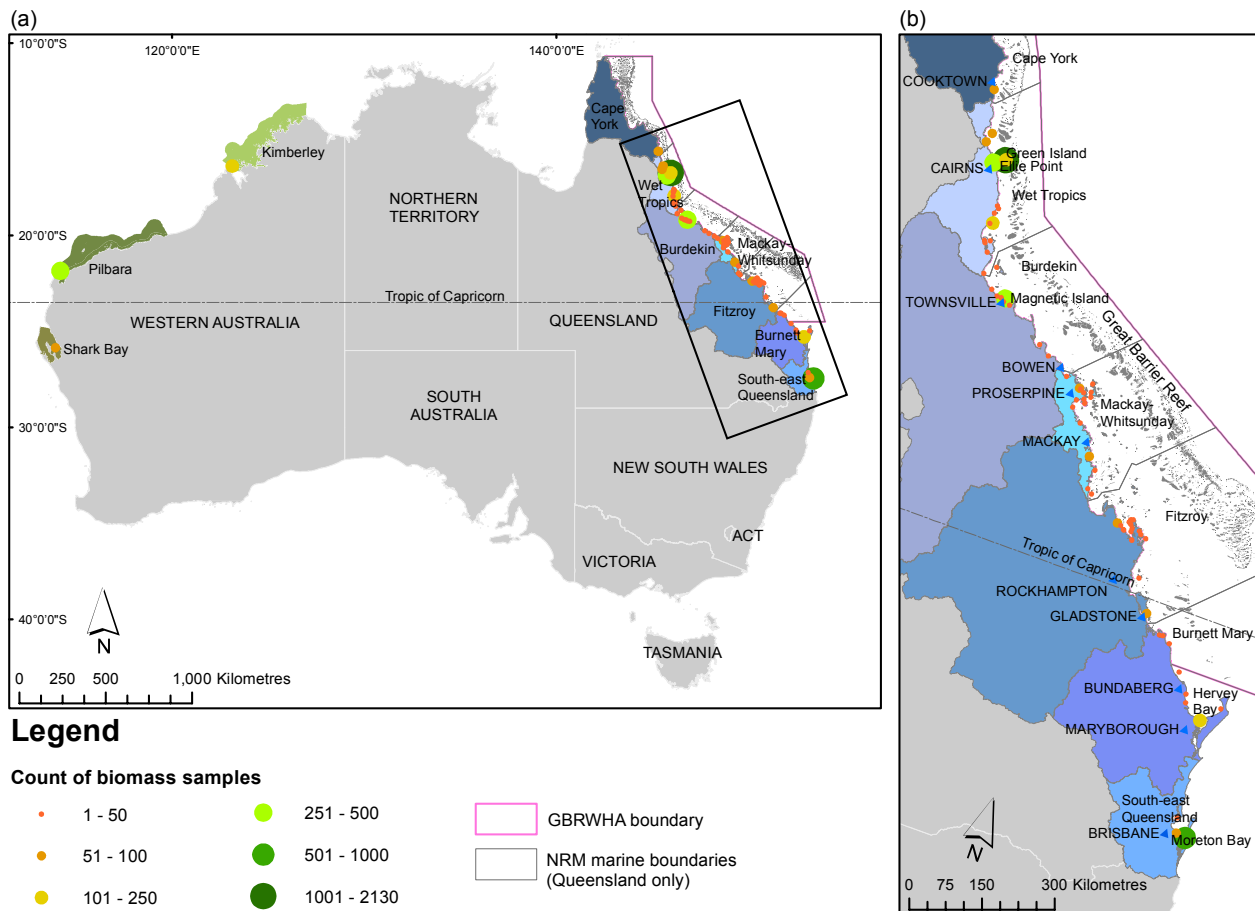 (a)
120°0'0"E
140°0'0"E
10°0'0"S
20°0'0"S
30°0'0"S
40°0'0"S
Kimberley
Pilbara
Shark Bay
WESTERN AUSTRALIA
NORTHERN
TERRITORY
SOUTH
AUSTRALIA
QUEENSLAND
NEW SOUTH WALES
ACT
VICTORIA
TASMANIA
Tropic of Capricorn
Cape
York
Wet
Tropics
Burdekin
Mackay-
Whitsunday
Fitzroy
Burnett
Mary
South-east
Queensland
N
0 250 500 1,000 Kilometres
(b)
Cape York
COOKTOWN
Green Island
Ellie Point
CAIRNS
Wet Tropics
Burdekin
TOWNSVILLE
Magnetic Island
Great Barrier Reef
BOWEN
PROSERPINE
Mackay-
Whitsunday
MACKAY
Fitzroy
Tropic of Capricorn
ROCKHAMPTON
GLADSTONE
Burnett Mary
BUNDABERG
Hervey
Bay
MARYBOROUGH
South-east
Queensland
BRISBANE
Moreton Bay
N
0 75 150 300 Kilometres
Legend
Count of biomass samples
1 - 50
51 - 100
101 - 250
251 - 500
501 - 1000
1001 - 2130
GBRWHA boundary
NRM marine boundaries
(Queensland only)